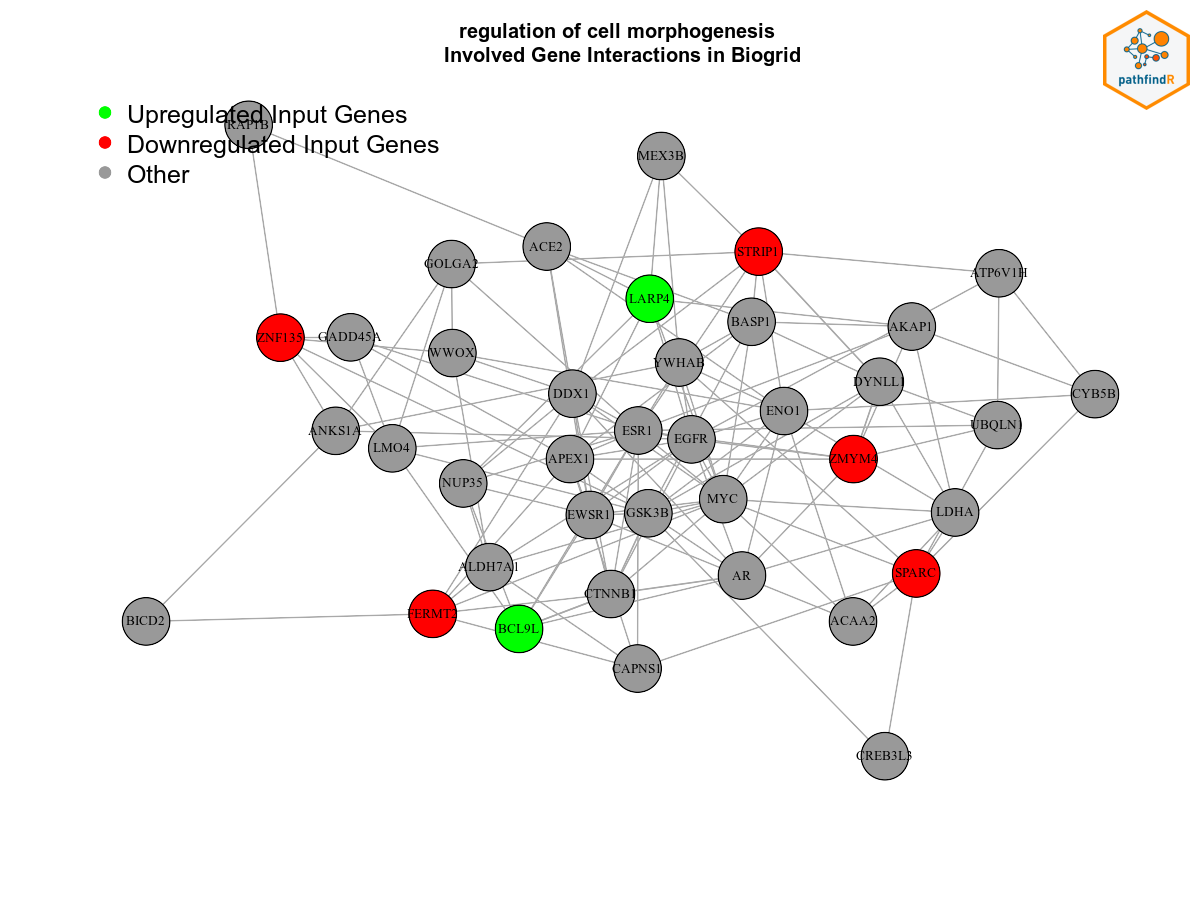 regulation of cell morphogenesis
Involved Gene Interactions in Biogrid
pathfindR
Upregulated Input Genes
Downregulated Input Genes
Other
RAP1B
MEX3B
ACE2
STRIP1
GOLGA2
ATP6V1H
LARP4
BASP1
AKAP1
ZNF135
GADD45A
WWOX
YWHAB
DYNLL1
DDX1
CYB5B
ENO1
ANKS1A
ESR1
EGFR
UBQLN1
LMO4
APEX1
ZMYM4
NUP35
MYC
EWSR1
GSK3B
LDHA
ALDH7A1
AR
SPARC
CTNNB1
FERMT2
BICD2
BCL9L
ACAA2
CAPNS1
CREB3L3